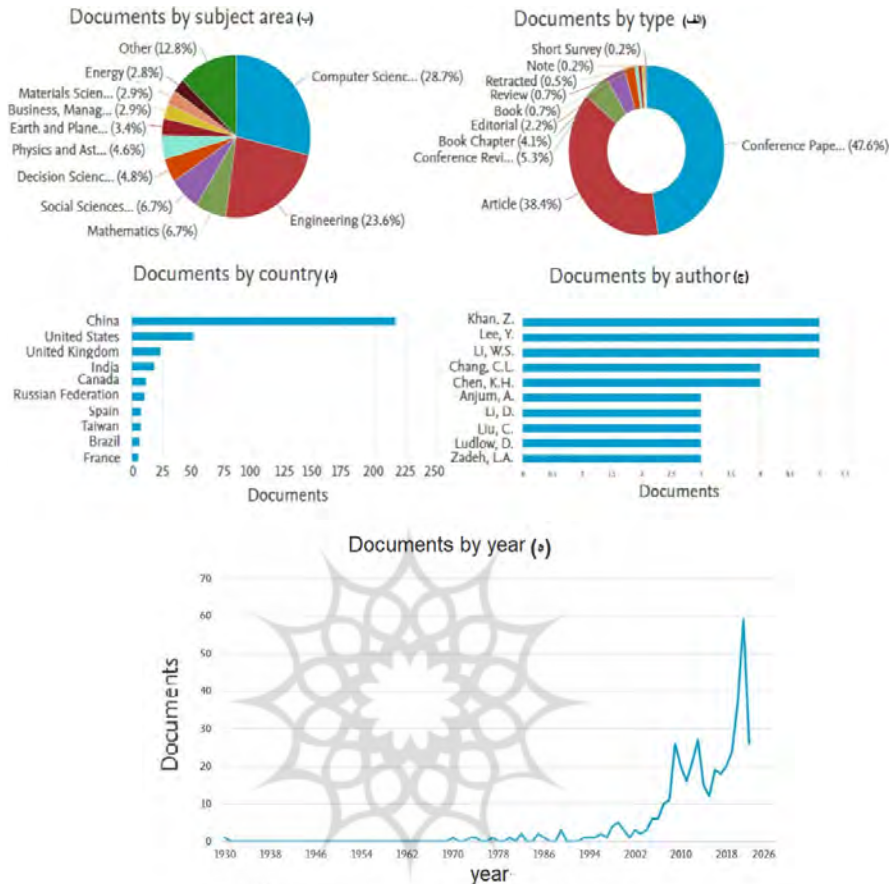 Documents by subject area (ب)
Other (12.8%)
Energy (2.8%)
Materials Scien... (2.9%)
Business, Manag... (2.9%)
Earth and Plane... (3.4%)
Physics and Ast... (4.6%)
Decision Scienc... (4.8%)
Social Sciences... (6.7%)
Mathematics (6.7%)
Computer Scienc... (28.7%)
Engineering (23.6%)
Documents by type (الف)
Short Survey (0.2%)
Note (0.2%)
Retracted (0.5%)
Review (0.7%)
Book (0.7%)
Editorial (2.2%)
Book Chapter (4.1%)
Conference Revi... (5.3%)
Article (38.4%)
Conference Pape... (47.6%)
Documents by country (د)
China
United States
United Kingdom
India
Canada
Russian Federation
Spain
Taiwan
Brazil
France
0 25 50 75 100 125 150 175 200 225 250
Documents
Documents by author (ج)
Khan, Z.
Lee, Y.
Li, W.S.
Chang, C.L.
Chen, K.H.
Anjum, A.
Li, D.
Liu, C.
Ludlow, D.
Zadeh, L.A.
Documents
Documents by year (ه)
70
60
50
40
30
20
10
0
Documents
1930 1938 1946 1954 1962 1970 1978 1986 1994 2002 2010 2018 2026
year